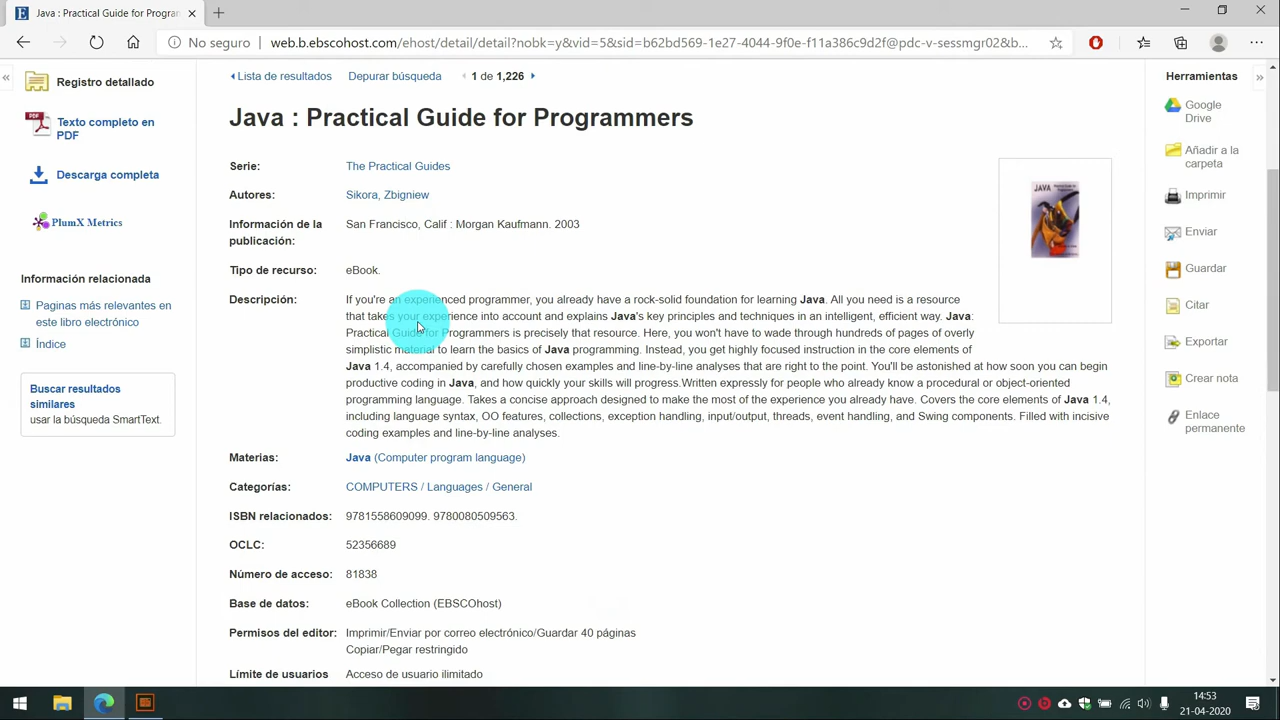 Java : Practical Guide for Program
No seguro
web.b.ebscohost.com/ehost/detail/detail?nobk=y&vid=5&sid=b62bd569-1e27-4044-9f0e-f11a386c9d2f@pdc-v-sessmgr02&b...
Registro detallado
Texto completo en
PDF
Descarga completa
PlumX Metrics
Información relacionada
Paginas más relevantes en
este libro electrónico
Índice
Buscar resultados
similares
usar la búsqueda SmartText.
Lista de resultados
Depurar búsqueda
1 de 1,226
Java : Practical Guide for Programmers
Serie: The Practical Guides
Autores: Sikora, Zbigniew
Información de la
publicación:
San Francisco, Calif : Morgan Kaufmann. 2003
Tipo de recurso: eBook.
Descripción: If you're an experienced programmer, you already have a rock-solid foundation for learning Java. All you need is a resource
that takes your experience into account and explains Java's key principles and techniques in an intelligent, efficient way. Java:
Practical Guide for Programmers is precisely that resource. Here, you won't have to wade through hundreds of pages of overly
simplistic material to learn the basics of Java programming. Instead, you get highly focused instruction in the core elements of
Java 1.4, accompanied by carefully chosen examples and line-by-line analyses that are right to the point. You'll be astonished at how soon you can begin
productive coding in Java, and how quickly your skills will progress.Written expressly for people who already know a procedural or object-oriented
programming language. Takes a concise approach designed to make the most of the experience you already have. Covers the core elements of Java 1.4,
including language syntax, OO features, collections, exception handling, input/output, threads, event handling, and Swing components. Filled with incisive
coding examples and line-by-line analyses.
Materias: Java (Computer program language)
Categorías: COMPUTERS / Languages / General
ISBN relacionados: 9781558609099. 9780080509563.
OCLC: 52356689
Número de acceso: 81838
Base de datos: eBook Collection (EBSCOhost)
Permisos del editor: Imprimir/Enviar por correo electrónico/Guardar 40 páginas
Copiar/Pegar restringido
Límite de usuarios Acceso de usuario ilimitado
JAVA
Herramientas
Google
Drive
Añadir a la
carpeta
Imprimir
Enviar
Guardar
Citar
Exportar
Crear nota
Enlace
permanente
14:53
21-04-2020